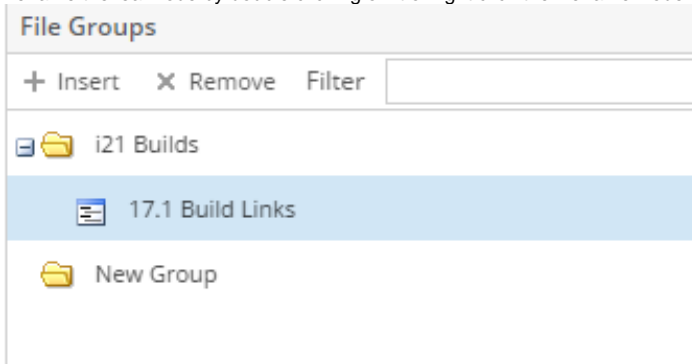 File Groups
+ Insert × Remove Filter
i21 Builds
17.1 Build Links
New Group